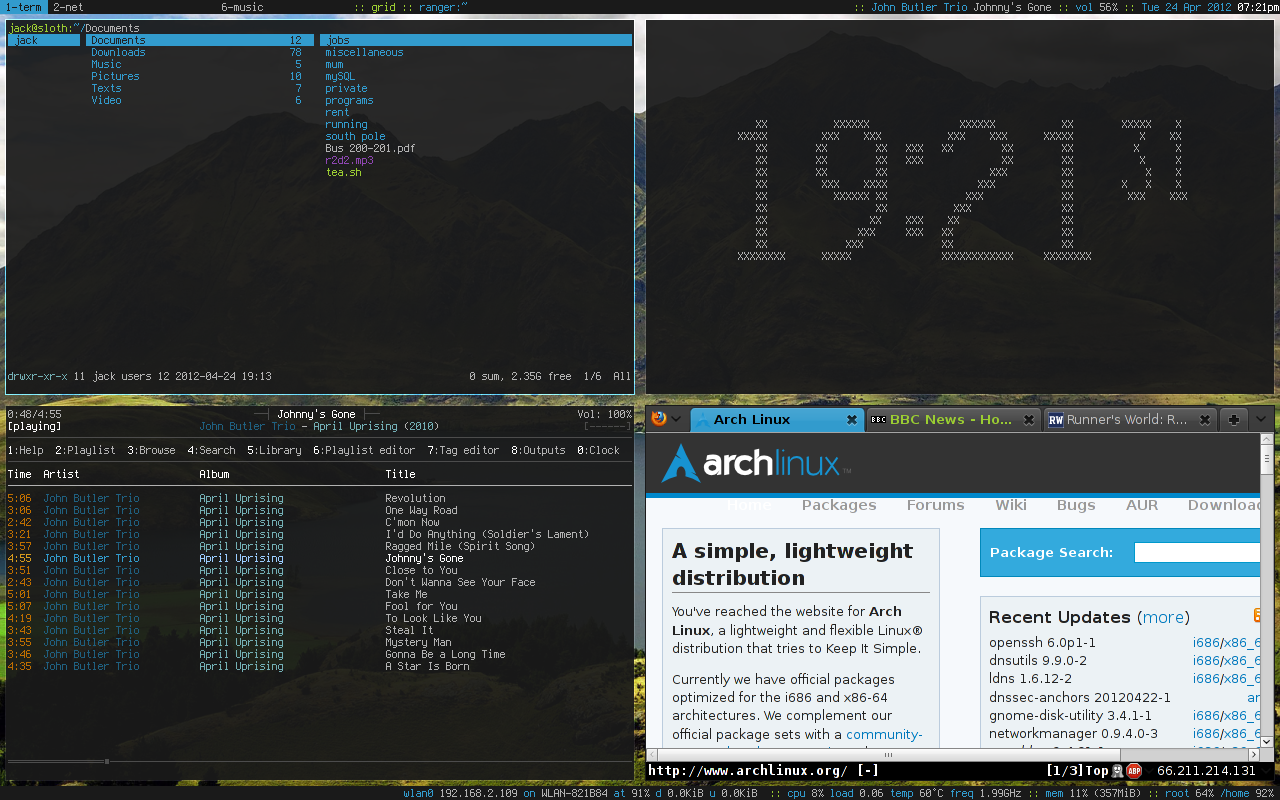 1-term 2-net 6-music :: grid :: ranger:~ :: John Butler Trio Johnny's Gone :: vol 56% :: Tue 24 Apr 2012 07:21pm
jack@sloth:~/Documents
jack Documents 12 jobs
Downloads 78 miscellaneous
Music 5 mum
Pictures 10 mySQL
Texts 7 private
Video 6 programs
rent
running
south pole
Bus 200-201.pdf
r2d2.mp3
tea.sh
drwxr-xr-x 11 jack users 12 2012-04-24 19:13 0 sum, 2.35G free 1/6 All
19:21 31
0:48/4:55 Johnny's Gone Vol: 100%
[playing] John Butler Trio - April Uprising (2010) [------]
1:Help 2:Playlist 3:Browse 4:Search 5:Library 6:Playlist editor 7:Tag editor 8:Outputs 0:Clock
Time Artist Album Title
5:06 John Butler Trio April Uprising Revolution
3:06 John Butler Trio April Uprising One Way Road
2:42 John Butler Trio April Uprising C'mon Now
3:21 John Butler Trio April Uprising I'd Do Anything (Soldier's Lament)
3:57 John Butler Trio April Uprising Ragged Mile (Spirit Song)
4:55 John Butler Trio April Uprising Johnny's Gone
3:51 John Butler Trio April Uprising Close to You
2:43 John Butler Trio April Uprising Don't Wanna See Your Face
5:01 John Butler Trio April Uprising Take Me
5:07 John Butler Trio April Uprising Fool for You
4:19 John Butler Trio April Uprising To Look Like You
3:43 John Butler Trio April Uprising Steal It
3:55 John Butler Trio April Uprising Mystery Man
3:46 John Butler Trio April Uprising Gonna Be a Long Time
4:35 John Butler Trio April Uprising A Star Is Born
Arch Linux BBC BBC News - Ho... RW Runner's World: R...
archlinux™
Home Packages Forums Wiki Bugs AUR Download
A simple, lightweight
distribution
You've reached the website for Arch
Linux, a lightweight and flexible Linux®
distribution that tries to Keep It Simple.
Currently we have official packages
optimized for the i686 and x86-64
architectures. We complement our
official package sets with a community-
Package Search:
Recent Updates (more)
openssh 6.0p1-1 i686/x86_6
dnsutils 9.9.0-2 i686/x86_6
ldns 1.6.12-2 i686/x86_6
dnssec-anchors 20120422-1 an
gnome-disk-utility 3.4.1-1 i686/x86_6
networkmanager 0.9.4.0-3 i686/x86_6
http://www.archlinux.org/ [-] [1/3]Top ABP 66.211.214.131
wlan0 192.168.2.109 on WLAN-821B84 at 91% d 0.0KiB u 0.0KiB :: cpu 8% load 0.06 temp 60°C freq 1.99GHz :: mem 11% (357MiB) :: root 64% /home 92%